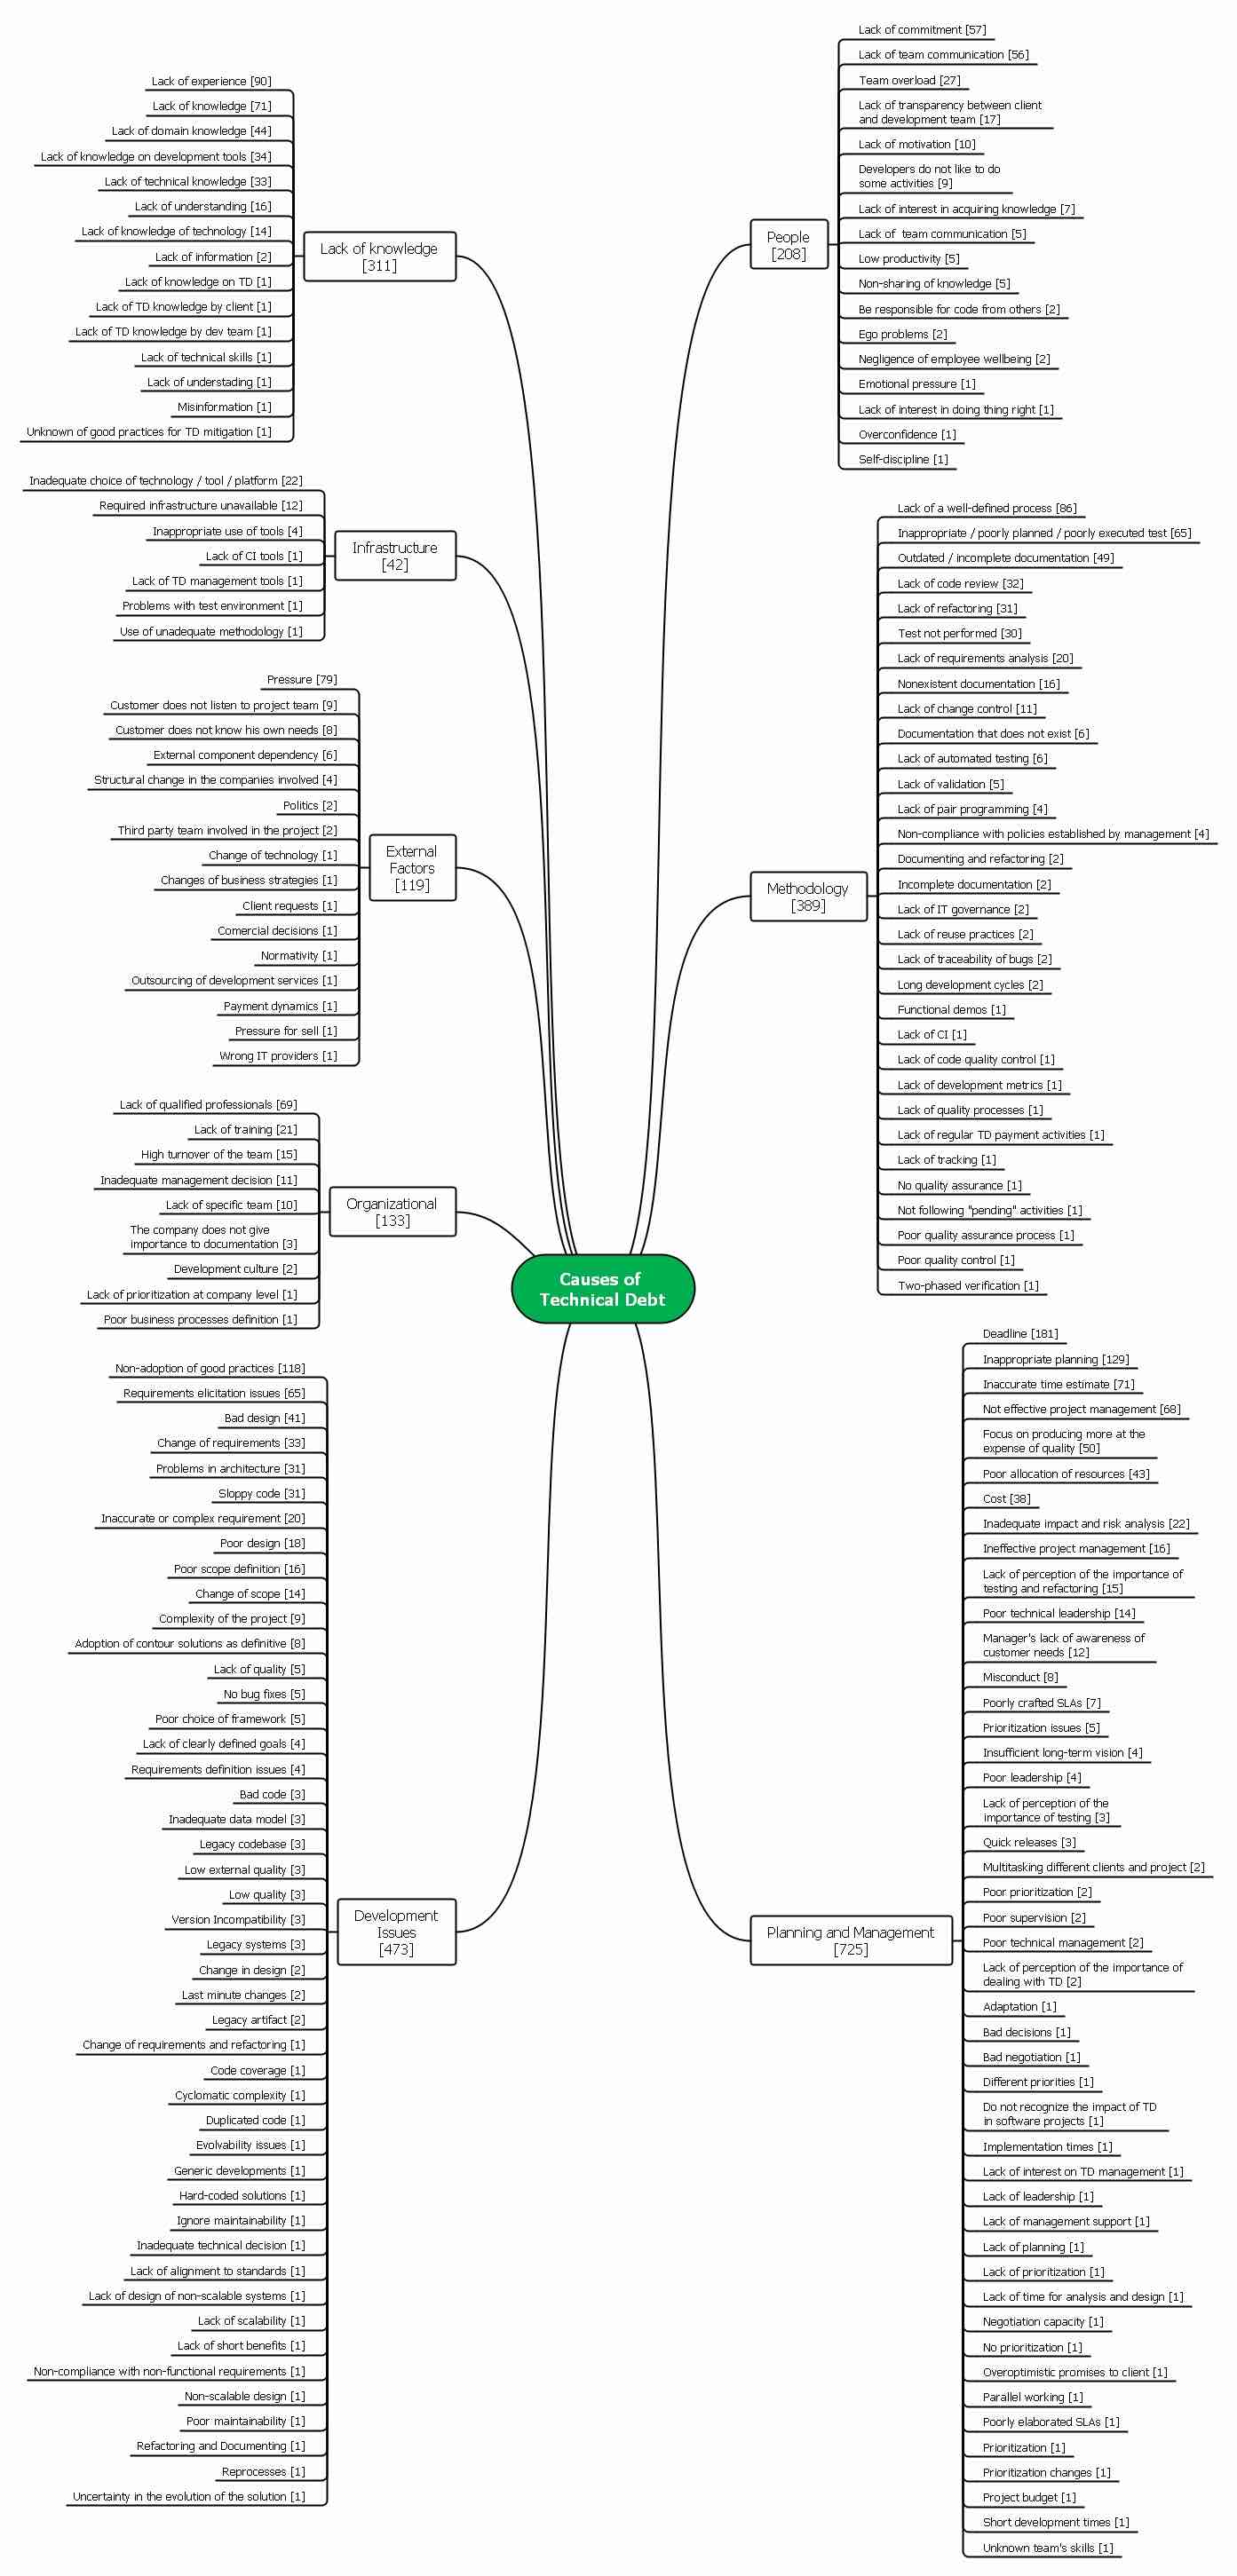 Causes of
Technical Debt
Lack of knowledge
[311]
Lack of experience [90]
Lack of knowledge [71]
Lack of domain knowledge [44]
Lack of knowledge on development tools [34]
Lack of technical knowledge [33]
Lack of understanding [16]
Lack of knowledge of technology [14]
Lack of information [2]
Lack of knowledge on TD [1]
Lack of TD knowledge by client [1]
Lack of TD knowledge by dev team [1]
Lack of technical skills [1]
Lack of understading [1]
Misinformation [1]
Unknown of good practices for TD mitigation [1]
Infrastructure
[42]
Inadequate choice of technology / tool / platform [22]
Required infrastructure unavailable [12]
Inappropriate use of tools [4]
Lack of CI tools [1]
Lack of TD management tools [1]
Problems with test environment [1]
Use of unadequate methodology [1]
External
Factors
[119]
Pressure [79]
Customer does not listen to project team [9]
Customer does not know his own needs [8]
External component dependency [6]
Structural change in the companies involved [4]
Politics [2]
Third party team involved in the project [2]
Change of technology [1]
Changes of business strategies [1]
Client requests [1]
Comercial decisions [1]
Normativity [1]
Outsourcing of development services [1]
Payment dynamics [1]
Pressure for sell [1]
Wrong IT providers [1]
Organizational
[133]
Lack of qualified professionals [69]
Lack of training [21]
High turnover of the team [15]
Inadequate management decision [11]
Lack of specific team [10]
The company does not give
importance to documentation [3]
Development culture [2]
Lack of prioritization at company level [1]
Poor business processes definition [1]
Development
Issues
[473]
Non-adoption of good practices [118]
Requirements elicitation issues [65]
Bad design [41]
Change of requirements [33]
Problems in architecture [31]
Sloppy code [31]
Inaccurate or complex requirement [20]
Poor design [18]
Poor scope definition [16]
Change of scope [14]
Complexity of the project [9]
Adoption of contour solutions as definitive [8]
Lack of quality [5]
No bug fixes [5]
Poor choice of framework [5]
Lack of clearly defined goals [4]
Requirements definition issues [4]
Bad code [3]
Inadequate data model [3]
Legacy codebase [3]
Low external quality [3]
Low quality [3]
Version Incompatibility [3]
Legacy systems [3]
Change in design [2]
Last minute changes [2]
Legacy artifact [2]
Change of requirements and refactoring [1]
Code coverage [1]
Cyclomatic complexity [1]
Duplicated code [1]
Evolvability issues [1]
Generic developments [1]
Hard-coded solutions [1]
Ignore maintainability [1]
Inadequate technical decision [1]
Lack of alignment to standards [1]
Lack of design of non-scalable systems [1]
Lack of scalability [1]
Lack of short benefits [1]
Non-compliance with non-functional requirements [1]
Non-scalable design [1]
Poor maintainability [1]
Refactoring and Documenting [1]
Reprocesses [1]
Uncertainty in the evolution of the solution [1]
People
[208]
Lack of commitment [57]
Lack of team communication [56]
Team overload [27]
Lack of transparency between client
and development team [17]
Lack of motivation [10]
Developers do not like to do
some activities [9]
Lack of interest in acquiring knowledge [7]
Lack of  team communication [5]
Low productivity [5]
Non-sharing of knowledge [5]
Be responsible for code from others [2]
Ego problems [2]
Negligence of employee wellbeing [2]
Emotional pressure [1]
Lack of interest in doing thing right [1]
Overconfidence [1]
Self-discipline [1]
Methodology
[389]
Lack of a well-defined process [86]
Inappropriate / poorly planned / poorly executed test [65]
Outdated / incomplete documentation [49]
Lack of code review [32]
Lack of refactoring [31]
Test not performed [30]
Lack of requirements analysis [20]
Nonexistent documentation [16]
Lack of change control [11]
Documentation that does not exist [6]
Lack of automated testing [6]
Lack of validation [5]
Lack of pair programming [4]
Non-compliance with policies established by management [4]
Documenting and refactoring [2]
Incomplete documentation [2]
Lack of IT governance [2]
Lack of reuse practices [2]
Lack of traceability of bugs [2]
Long development cycles [2]
Functional demos [1]
Lack of CI [1]
Lack of code quality control [1]
Lack of development metrics [1]
Lack of quality processes [1]
Lack of regular TD payment activities [1]
Lack of tracking [1]
No quality assurance [1]
Not following "pending" activities [1]
Poor quality assurance process [1]
Poor quality control [1]
Two-phased verification [1]
Planning and Management
[725]
Deadline [181]
Inappropriate planning [129]
Inaccurate time estimate [71]
Not effective project management [68]
Focus on producing more at the
expense of quality [50]
Poor allocation of resources [43]
Cost [38]
Inadequate impact and risk analysis [22]
Ineffective project management [16]
Lack of perception of the importance of
testing and refactoring [15]
Poor technical leadership [14]
Manager's lack of awareness of
customer needs [12]
Misconduct [8]
Poorly crafted SLAs [7]
Prioritization issues [5]
Insufficient long-term vision [4]
Poor leadership [4]
Lack of perception of the
importance of testing [3]
Quick releases [3]
Multitasking different clients and project [2]
Poor prioritization [2]
Poor supervision [2]
Poor technical management [2]
Lack of perception of the importance of
dealing with TD [2]
Adaptation [1]
Bad decisions [1]
Bad negotiation [1]
Different priorities [1]
Do not recognize the impact of TD
in software projects [1]
Implementation times [1]
Lack of interest on TD management [1]
Lack of leadership [1]
Lack of management support [1]
Lack of planning [1]
Lack of prioritization [1]
Lack of time for analysis and design [1]
Negotiation capacity [1]
No prioritization [1]
Overoptimistic promises to client [1]
Parallel working [1]
Poorly elaborated SLAs [1]
Prioritization [1]
Prioritization changes [1]
Project budget [1]
Short development times [1]
Unknown team's skills [1]